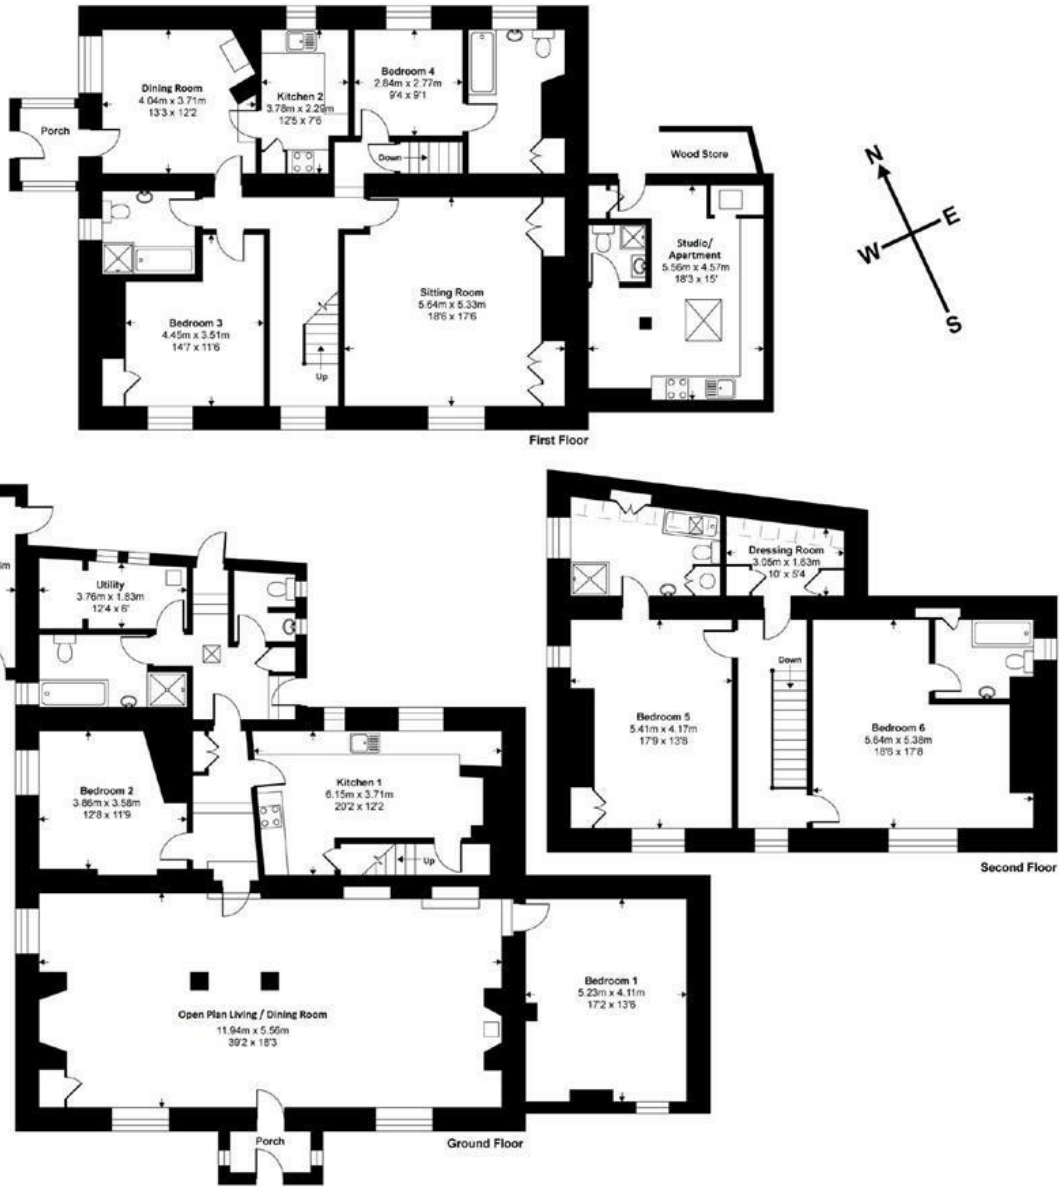 Dining Room
4.04m x 3.71m
13'3 x 12'2
Kitchen 2
3.78m x 2.29m
12'5 x 7'6
Bedroom 4
2.84m x 2.77m
9'4 x 9'1
Porch
Down
Wood Store
N
E
W
S
Studio/
Apartment
5.56m x 4.57m
18'3 x 15'
Sitting Room
5.64m x 5.33m
18'6 x 17'6
Bedroom 3
4.45m x 3.51m
14'7 x 11'6
Up
First Floor
Utility
3.76m x 1.83m
12'4 x 6'
Bedroom 2
3.86m x 3.58m
12'8 x 11'9
Kitchen 1
6.15m x 3.71m
20'2 x 12'2
Up
Open Plan Living / Dining Room
11.94m x 5.56m
39'2 x 18'3
Bedroom 1
5.23m x 4.11m
17'2 x 13'6
Porch
Ground Floor
Dressing Room
3.05m x 1.63m
10' x 5'4
Down
Bedroom 5
5.41m x 4.17m
17'9 x 13'8
Bedroom 6
5.64m x 5.38m
18'6 x 17'8
Second Floor